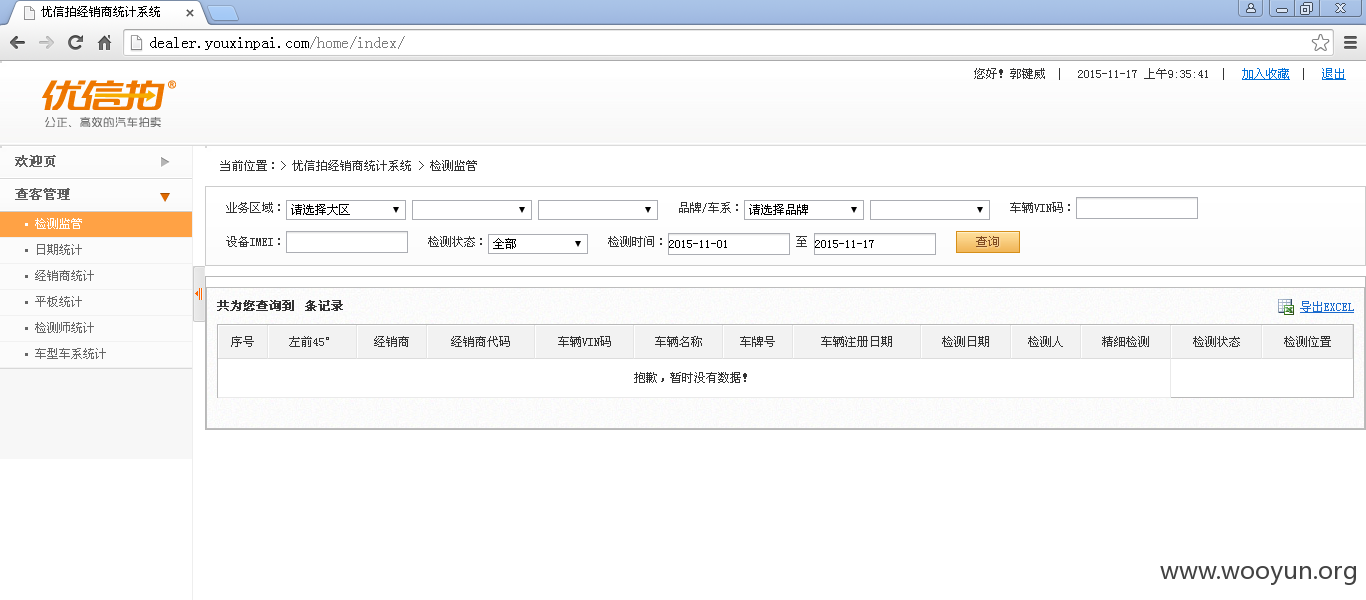 优信拍经销商统计系统
dealer.youxinpai.com/home/index/
您好! 郭键威 | 2015-11-17 上午9:35:41 | 加入收藏 | 退出
优信拍®
公正、高效的汽车拍卖
欢迎页
查客管理
检测监管
日期统计
经销商统计
平板统计
检测师统计
车型车系统计
当前位置：> 优信拍经销商统计系统 > 检测监管
业务区域： 请选择大区 品牌/车系： 请选择品牌 车辆VIN码：
设备IMEI： 检测状态： 全部 检测时间： 2015-11-01 至 2015-11-17 查询
共为您查询到 条记录 导出EXCEL
序号 左前45° 经销商 经销商代码 车辆VIN码 车辆名称 车牌号 车辆注册日期 检测日期 检测人 精细检测 检测状态 检测位置
抱歉，暂时没有数据!
www.wooyun.org